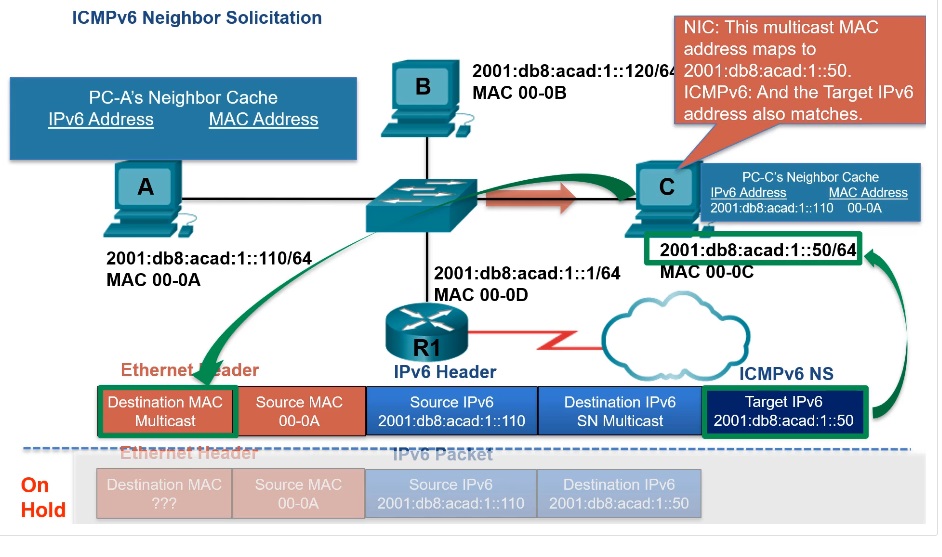 ICMPv6 Neighbor Solicitation
NIC: This multicast MAC
address maps to
2001:db8:acad:1::50.
ICMPv6: And the Target IPv6
address also matches.
PC-A's Neighbor Cache
IPv6 Address MAC Address
B
2001:db8:acad:1::120/64
MAC 00-0B
A
2001:db8:acad:1::110/64
MAC 00-0A
C
PC-C's Neighbor Cache
IPv6 Address MAC Address
2001:db8:acad:1::110 00-0A
2001:db8:acad:1::50/64
MAC 00-0C
2001:db8:acad:1::1/64
MAC 00-0D
R1
Ethernet Header IPv6 Header ICMPv6 NS
Destination MAC
Multicast
Source MAC
00-0A
Source IPv6
2001:db8:acad:1::110
Destination IPv6
SN Multicast
Target IPv6
2001:db8:acad:1::50
Ethernet Header IPv6 Packet
On
Hold
Destination MAC
???
Source MAC
00-0A
Source IPv6
2001:db8:acad:1::110
Destination IPv6
2001:db8:acad:1::50